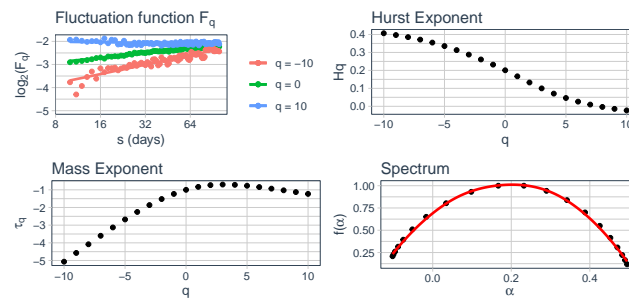 Fluctuation function Fq
log2(Fq)
−2
−3
−4
−5
8 16 32 64
s (days)
q = −10
q = 0
q = 10
Hurst Exponent
Hq
0.4
0.3
0.2
0.1
0.0
−10 −5 0 5 10
q
Mass Exponent
τq
−1
−2
−3
−4
−5
−10 −5 0 5 10
q
Spectrum
f(α)
1.00
0.75
0.50
0.25
0.0 0.2 0.4
α